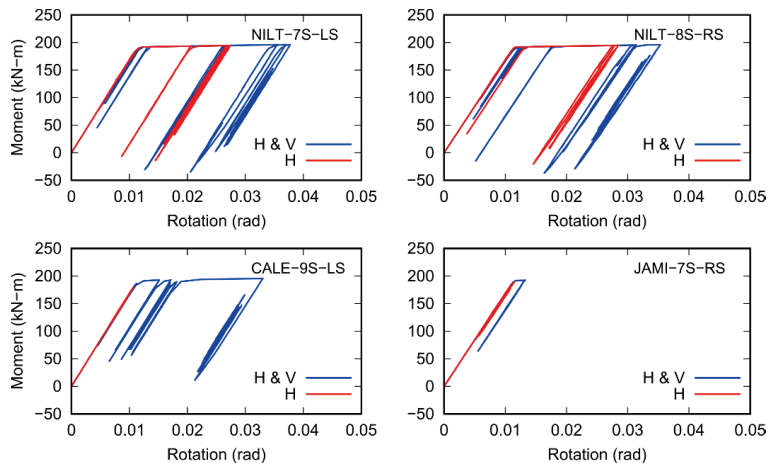 250
200
150
100
50
0
−50
Moment (kN−m)
NILT−7S−LS
H & V
H
0
0.01
0.02
0.03
0.04
0.05
Rotation (rad)
250
200
150
100
50
0
−50
Moment (kN−m)
NILT−8S−RS
H & V
H
0
0.01
0.02
0.03
0.04
0.05
Rotation (rad)
250
200
150
100
50
0
−50
Moment (kN−m)
CALE−9S−LS
H & V
H
0
0.01
0.02
0.03
0.04
0.05
Rotation (rad)
250
200
150
100
50
0
−50
Moment (kN−m)
JAMI−7S−RS
H & V
H
0
0.01
0.02
0.03
0.04
0.05
Rotation (rad)